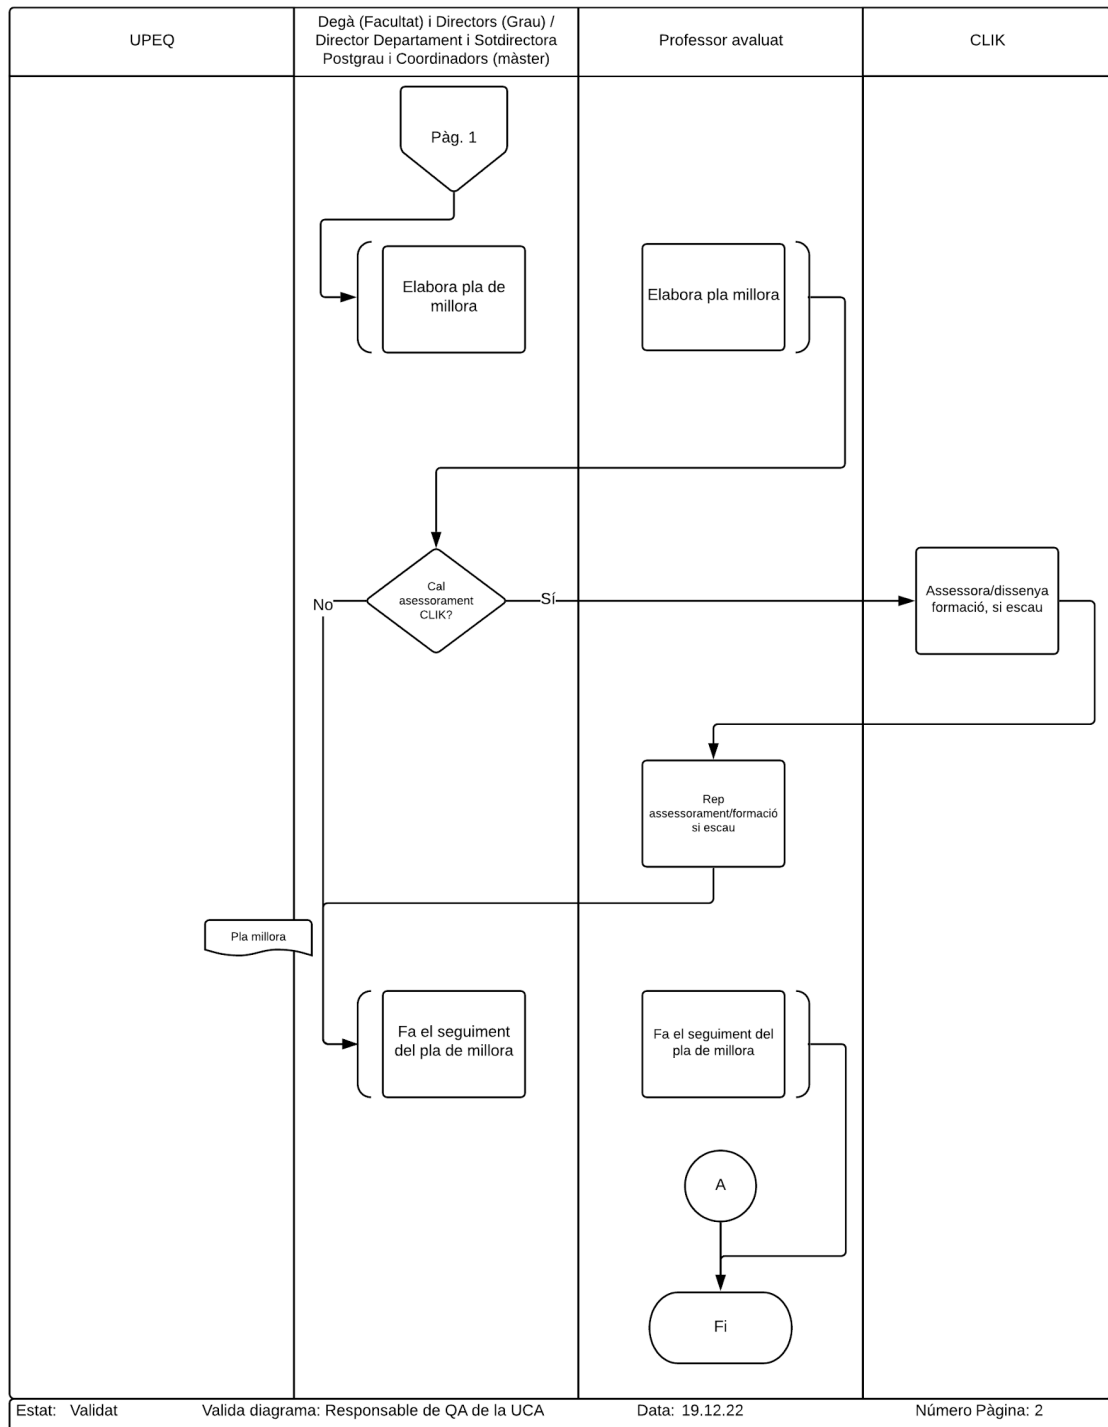 UPEQ
Degà (Facultat) i Directors (Grau) /
Director Departament i Sotdirectora
Postgrau i Coordinadors (màster)
Professor avaluat
CLIK
Pàg. 1
Elabora pla de
millora
Elabora pla millora
Cal
asessorament
CLIK?
No
Sí
Assessora/dissenya
formació, si escau
Rep
assessorament/formació
si escau
Pla millora
Fa el seguiment
del pla de millora
Fa el seguiment del
pla de millora
A
Fi
Estat: Validat
Valida diagrama: Responsable de QA de la UCA
Data: 19.12.22
Número Pàgina: 2